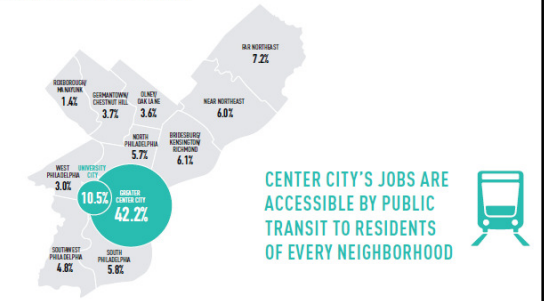 FAR NORTHEAST
7.2%
ROXBOROUGH/
MANAYUNK
1.4%
GERMANTOWN/
CHESTNUT HILL
3.7%
OLNEY/
OAK LANE
3.6%
NEAR NORTHEAST
6.0%
NORTH
PHILADELPHIA
5.7%
BRIDESBURG/
KENSINGTON/
RICHMOND
6.1%
WEST
PHILADELPHIA
3.0%
UNIVERSITY
CITY
10.5%
GREATER
CENTER CITY
42.2%
SOUTHWEST
PHILADELPHIA
4.8%
SOUTH
PHILADELPHIA
5.8%
CENTER CITY'S JOBS ARE
ACCESSIBLE BY PUBLIC
TRANSIT TO RESIDENTS
OF EVERY NEIGHBORHOOD